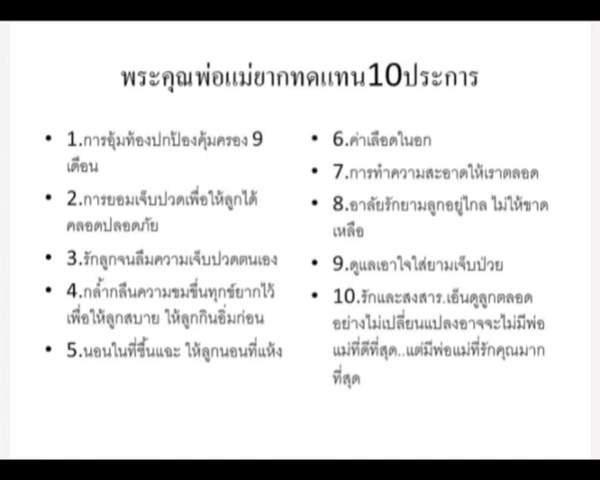 พระคุณพ่อแม่ยากทดแทน10ประการ
• 1.การอุ้มท้องปกป้องคุ้มครอง 9
เดือน
• 2.การยอมเจ็บปวดเพื่อให้ลูกได้
คลอดปลอดภัย
• 3.รักลูกจนลืมความเจ็บปวดตนเอง
• 4.กล้ำกลืนความขมขื่นทุกข์ยากไว้
เพื่อให้ลูกสบาย ให้ลูกกินอิ่มก่อน
• 5.นอนในที่ชื้นแฉะ ให้ลูกนอนที่แห้ง
• 6.ค่าเลือดในอก
• 7.การทำความสะอาดให้เราตลอด
• 8.อาลัยรักยามลูกอยู่ไกล ไม่ให้ขาด
เหลือ
• 9.ดูแลเอาใจใส่ยามเจ็บป่วย
• 10.รักและสงสาร.เอ็นดูลูกตลอด
อย่างไม่เปลี่ยนแปลงอาจจะไม่มีพ่อ
แม่ที่ดีที่สุด..แต่มีพ่อแม่ที่รักคุณมาก
ที่สุด